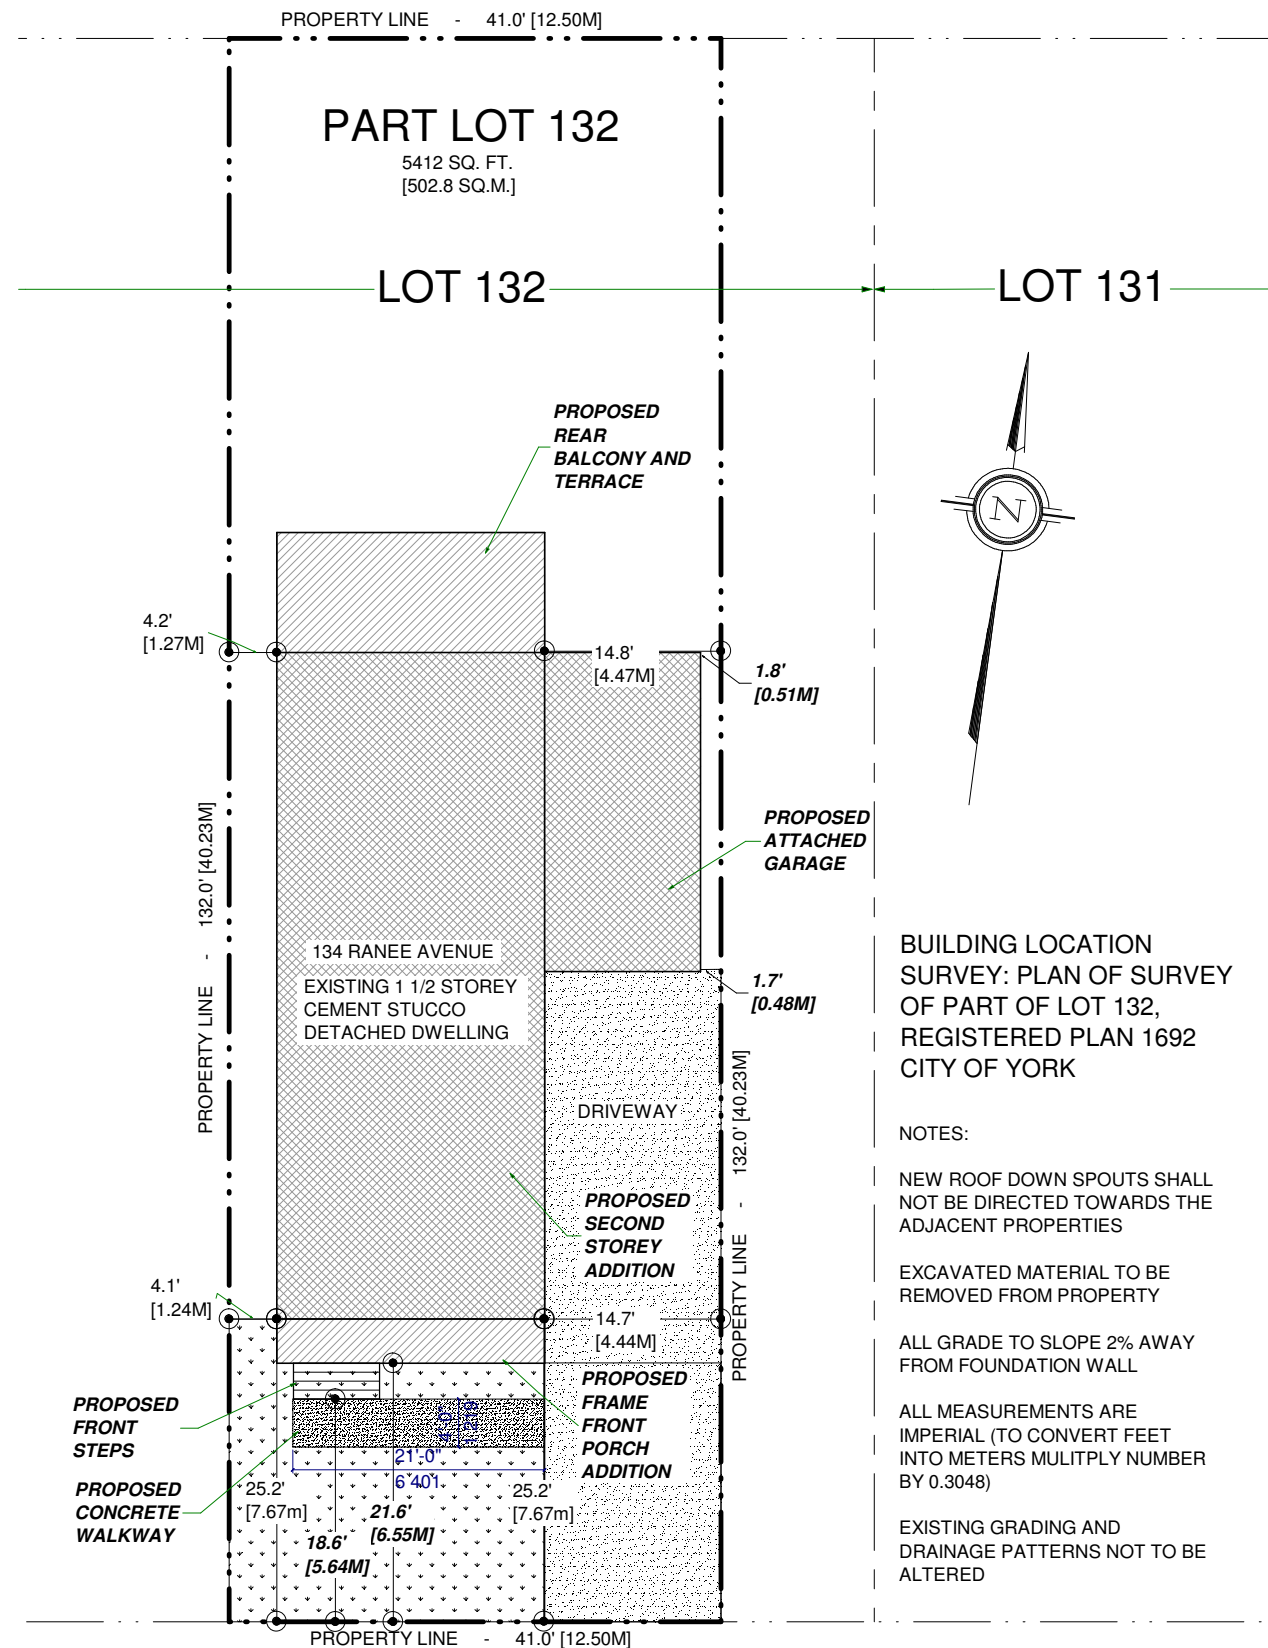 PROPERTY LINE - 41.0' [12.50M]
PART LOT 132
5412 SQ. FT.
[502.8 SQ.M.]
LOT 132
LOT 131
PROPOSED
REAR
BALCONY AND
TERRACE
N
4.2'
[1.27M]
14.8'
[4.47M]
1.8'
[0.51M]
PROPERTY LINE - 132.0' [40.23M]
PROPOSED
ATTACHED
GARAGE
134 RANEE AVENUE
EXISTING 1 1/2 STOREY
CEMENT STUCCO
DETACHED DWELLING
1.7'
[0.48M]
BUILDING LOCATION
SURVEY: PLAN OF SURVEY
OF PART OF LOT 132,
REGISTERED PLAN 1692
CITY OF YORK
DRIVEWAY
PROPERTY LINE - 132.0' [40.23M]
NOTES:
NEW ROOF DOWN SPOUTS SHALL
NOT BE DIRECTED TOWARDS THE
ADJACENT PROPERTIES
EXCAVATED MATERIAL TO BE
REMOVED FROM PROPERTY
ALL GRADE TO SLOPE 2% AWAY
FROM FOUNDATION WALL
ALL MEASUREMENTS ARE
IMPERIAL (TO CONVERT FEET
INTO METERS MULITPLY NUMBER
BY 0.3048)
EXISTING GRADING AND
DRAINAGE PATTERNS NOT TO BE
ALTERED
PROPOSED
SECOND
STOREY
ADDITION
4.1'
[1.24M]
14.7'
[4.44M]
PROPOSED
FRONT
STEPS
PROPOSED
FRAME
FRONT
PORCH
ADDITION
4'-0"
1 219
21'-0"
6 401
PROPOSED
CONCRETE
WALKWAY
25.2'
[7.67m]
21.6'
[6.55M]
25.2'
[7.67m]
18.6'
[5.64M]
PROPERTY LINE - 41.0' [12.50M]